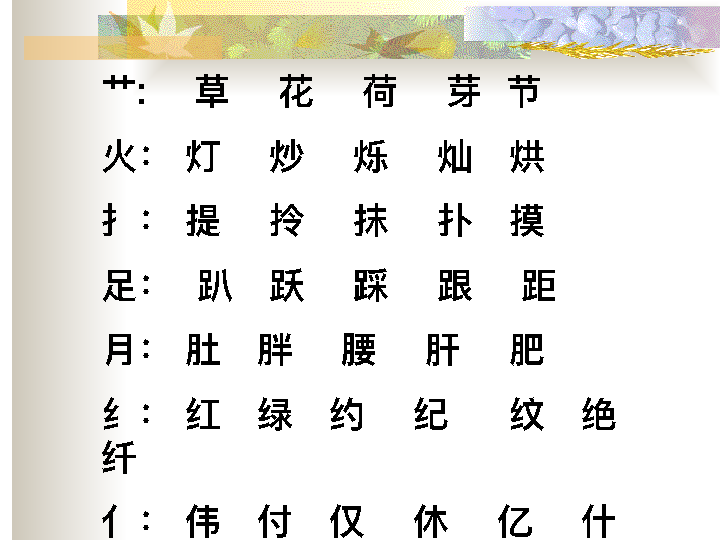 艹: 草 花 荷 芽 节
火: 灯 炒 烁 灿 烘
扌: 提 拎 抹 扑 摸
足: 趴 跃 踩 跟 距
月: 肚 胖 腰 肝 肥
纟: 红 绿 约 纪 纹 绝
纤
亻: 伟 付 仅 休 亿 什